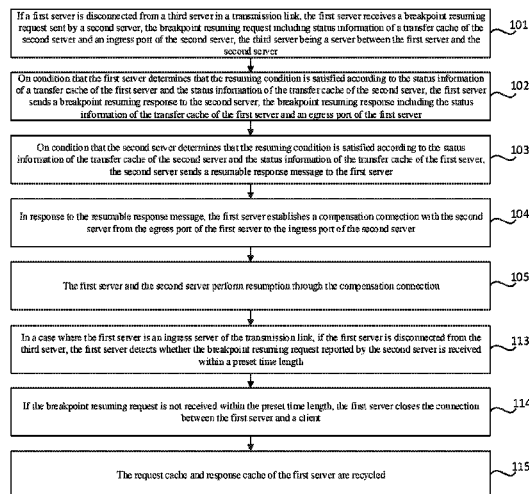 If a first server is disconnected from a third server in a transmission link, the first server receives a breakpoint resuming
request sent by a second server, the breakpoint resuming request including status information of a transfer cache of the
second server and an ingress port of the second server, the third server being a server between the first server and the
second server
101
On condition that the first server determines that the resuming condition is satisfied according to the status information
of a transfer cache of the first server and the status information of the transfer cache of the second server, the first server
sends a breakpoint resuming response to the second server, the breakpoint resuming response including the status
information of the transfer cache of the first server and an egress port of the first server
102
On condition that the second server determines that the resuming condition is satisfied according to the status
information of the transfer cache of the second server and the status information of the transfer cache of the first server,
the second server sends a resumable response message to the first server
103
In response to the resumable response message, the first server establishes a compensation connection with the second
server from the egress port of the first server to the ingress port of the second server
104
The first server and the second server perform resumption through the compensation connection
105
In a case where the first server is an ingress server of the transmission link, if the first server is disconnected from the
third server, the first server detects whether the breakpoint resuming request reported by the second server is received
within a preset time length
113
If the breakpoint resuming request is not received within the preset time length, the first server closes the connection
between the first server and a client
114
The request cache and response cache of the first server are recycled
115